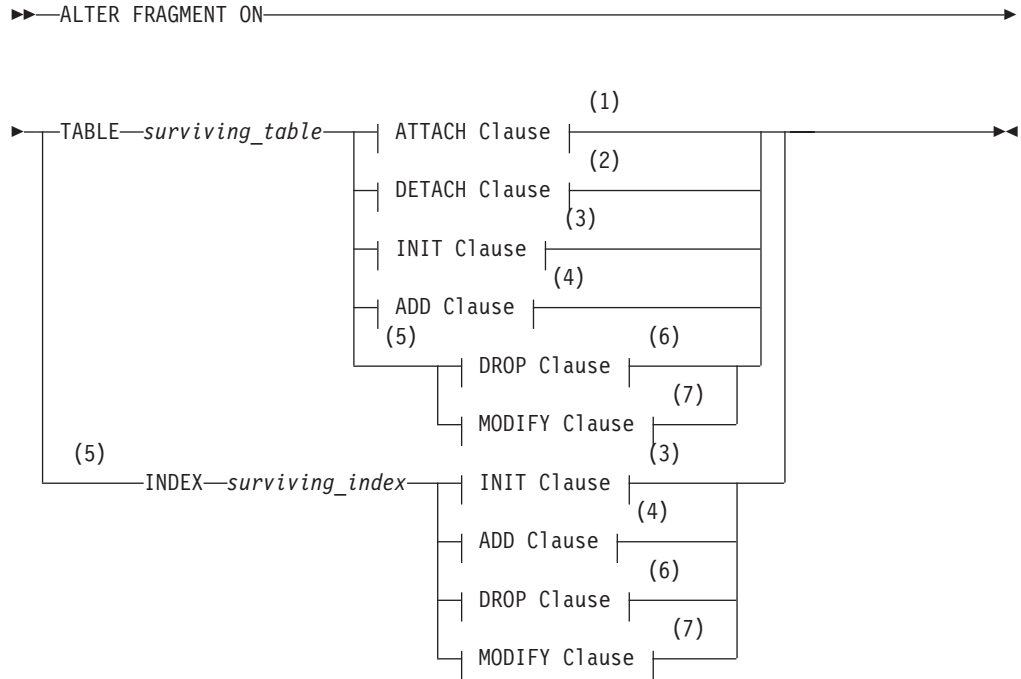 ALTER FRAGMENT ON
(1)
TABLE surviving_table ATTACH Clause
(2)
DETACH Clause
(3)
INIT Clause
(4)
ADD Clause
(5) (6)
DROP Clause
(7)
MODIFY Clause
(5) (3)
INDEX surviving_index INIT Clause
(4)
ADD Clause
(6)
DROP Clause
(7)
MODIFY Clause